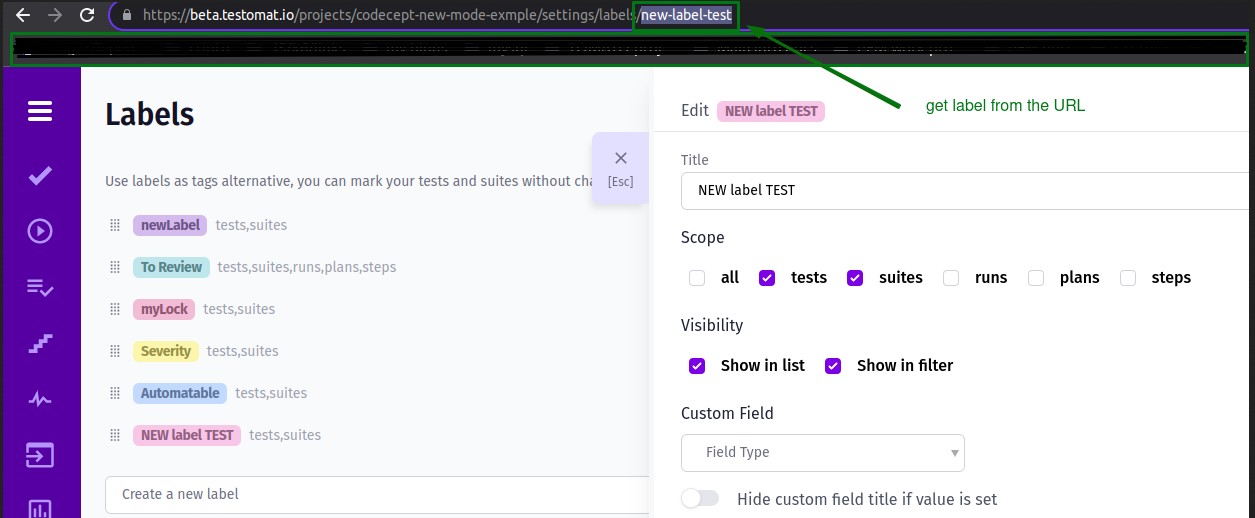 https://beta.testomat.io/projects/codecept-new-mode-exmple/settings/labels/new-label-test
get label from the URL
Labels
Use labels as tags alternative, you can mark your tests and suites without cha
newLabel tests,suites
To Review tests,suites,runs,plans,steps
myLock tests,suites
Severity tests,suites
Automatable tests,suites
NEW label TEST tests,suites
Create a new label
[Esc]
Edit NEW label TEST
Title
NEW label TEST
Scope
all tests suites runs plans steps
Visibility
Show in list Show in filter
Custom Field
Field Type
Hide custom field title if value is set